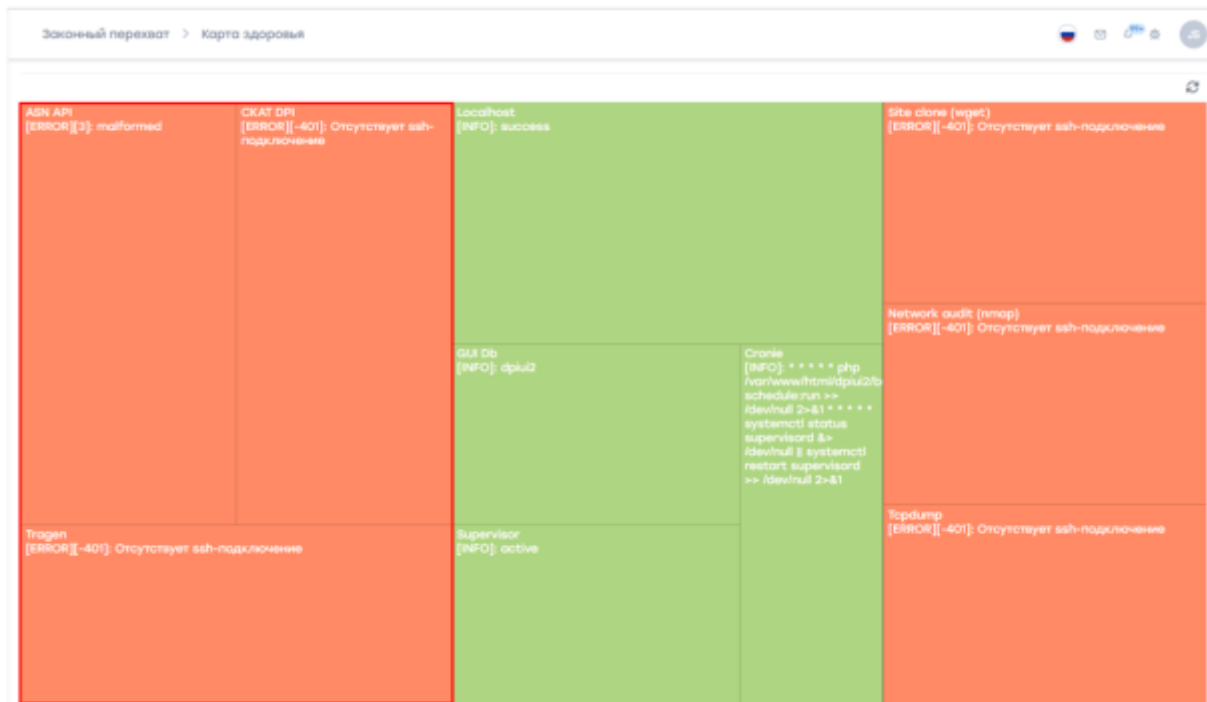 Законный перехват > Карта здоровья
99+
JS
ASN API
[ERROR][3]: malformed
СКАТ DPI
[ERROR][-401]: Отсутствует ssh-
подключение
Tragen
[ERROR][-401]: Отсутствует ssh-подключение
Localhost
[INFO]: success
GUI Db
[INFO]: dpiui2
Supervisor
[INFO]: active
Cronie
[INFO]: * * * * * php
/var/www/html/dpiui2/b
schedule:run >>
/dev/null 2>&1 * * * * *
systemctl status
supervisord &>
/dev/null || systemctl
restart supervisord
>> /dev/null 2>&1
Site clone (wget)
[ERROR][-401]: Отсутствует ssh-подключение
Network audit (nmap)
[ERROR][-401]: Отсутствует ssh-подключение
Tcpdump
[ERROR][-401]: Отсутствует ssh-подключение